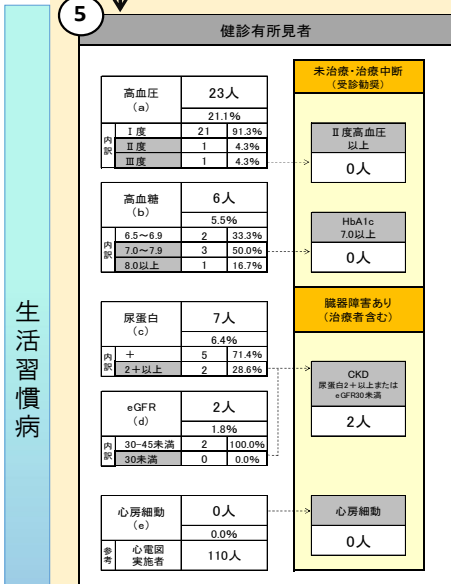 5
健診有所見者
生活習慣病
高血圧
(a)
23人
21.1%
内訳
Ⅰ度 21 91.3%
Ⅱ度 1 4.3%
Ⅲ度 1 4.3%
高血糖
(b)
6人
5.5%
内訳
6.5～6.9 2 33.3%
7.0～7.9 3 50.0%
8.0以上 1 16.7%
尿蛋白
(c)
7人
6.4%
内訳
＋ 5 71.4%
2＋以上 2 28.6%
eGFR
(d)
2人
1.8%
内訳
30-45未満 2 100.0%
30未満 0 0.0%
心房細動
(e)
0人
0.0%
参考
心電図
実施者
110人
未治療・治療中断
(受診勧奨)
Ⅱ度高血圧
以上
0人
HbA1c
7.0以上
0人
臓器障害あり
(治療者含む)
CKD
尿蛋白2＋以上または
eGFR30未満
2人
心房細動
0人